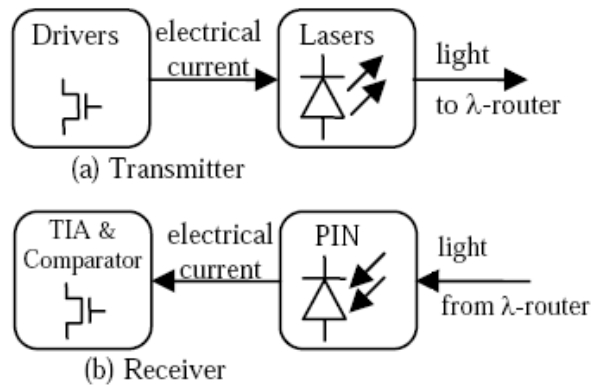 Drivers
electrical
current
Lasers
light
to λ-router
(a) Transmitter
TIA &
Comparator
electrical
current
PIN
light
from λ-router
(b) Receiver